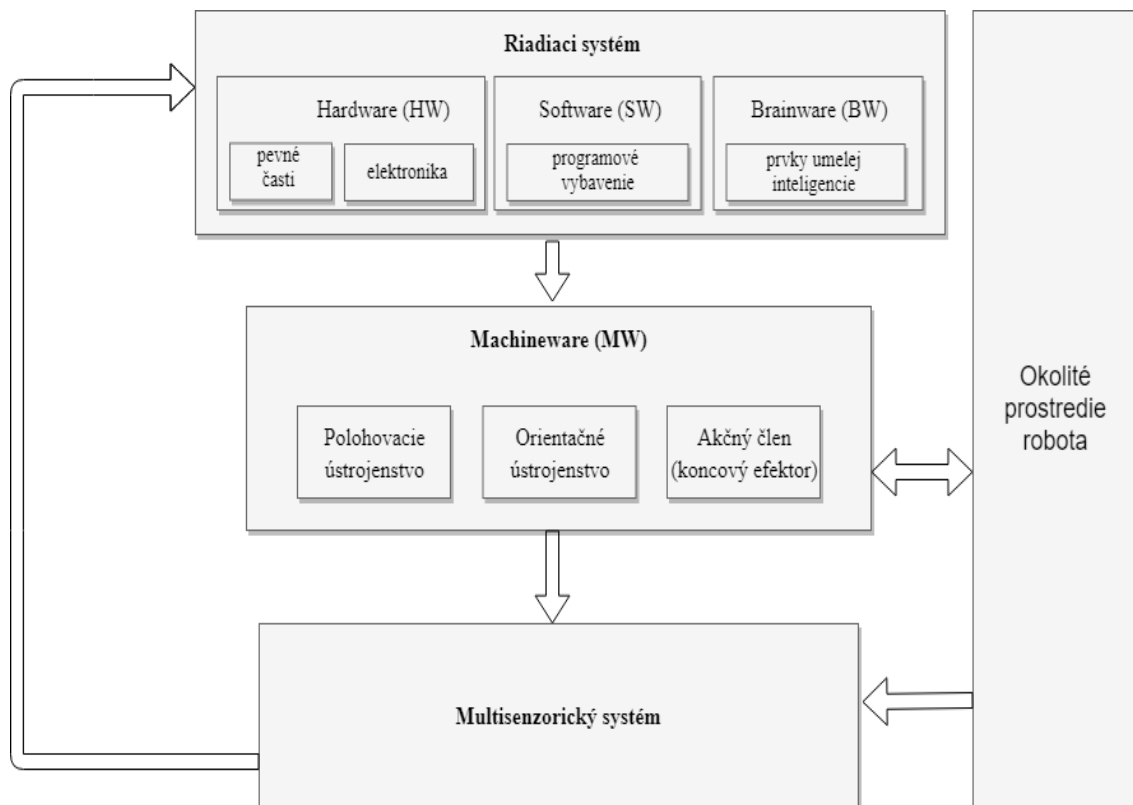 Riadiaci systém
Hardware (HW)
pevné
časti
elektronika
Software (SW)
programové
vybavenie
Brainware (BW)
prvky umelej
inteligencie
Machineware (MW)
Polohovacie
ústrojenstvo
Orientačné
ústrojenstvo
Akčný člen
(koncový efektor)
Okolité
prostredie
robota
Multisenzorický systém